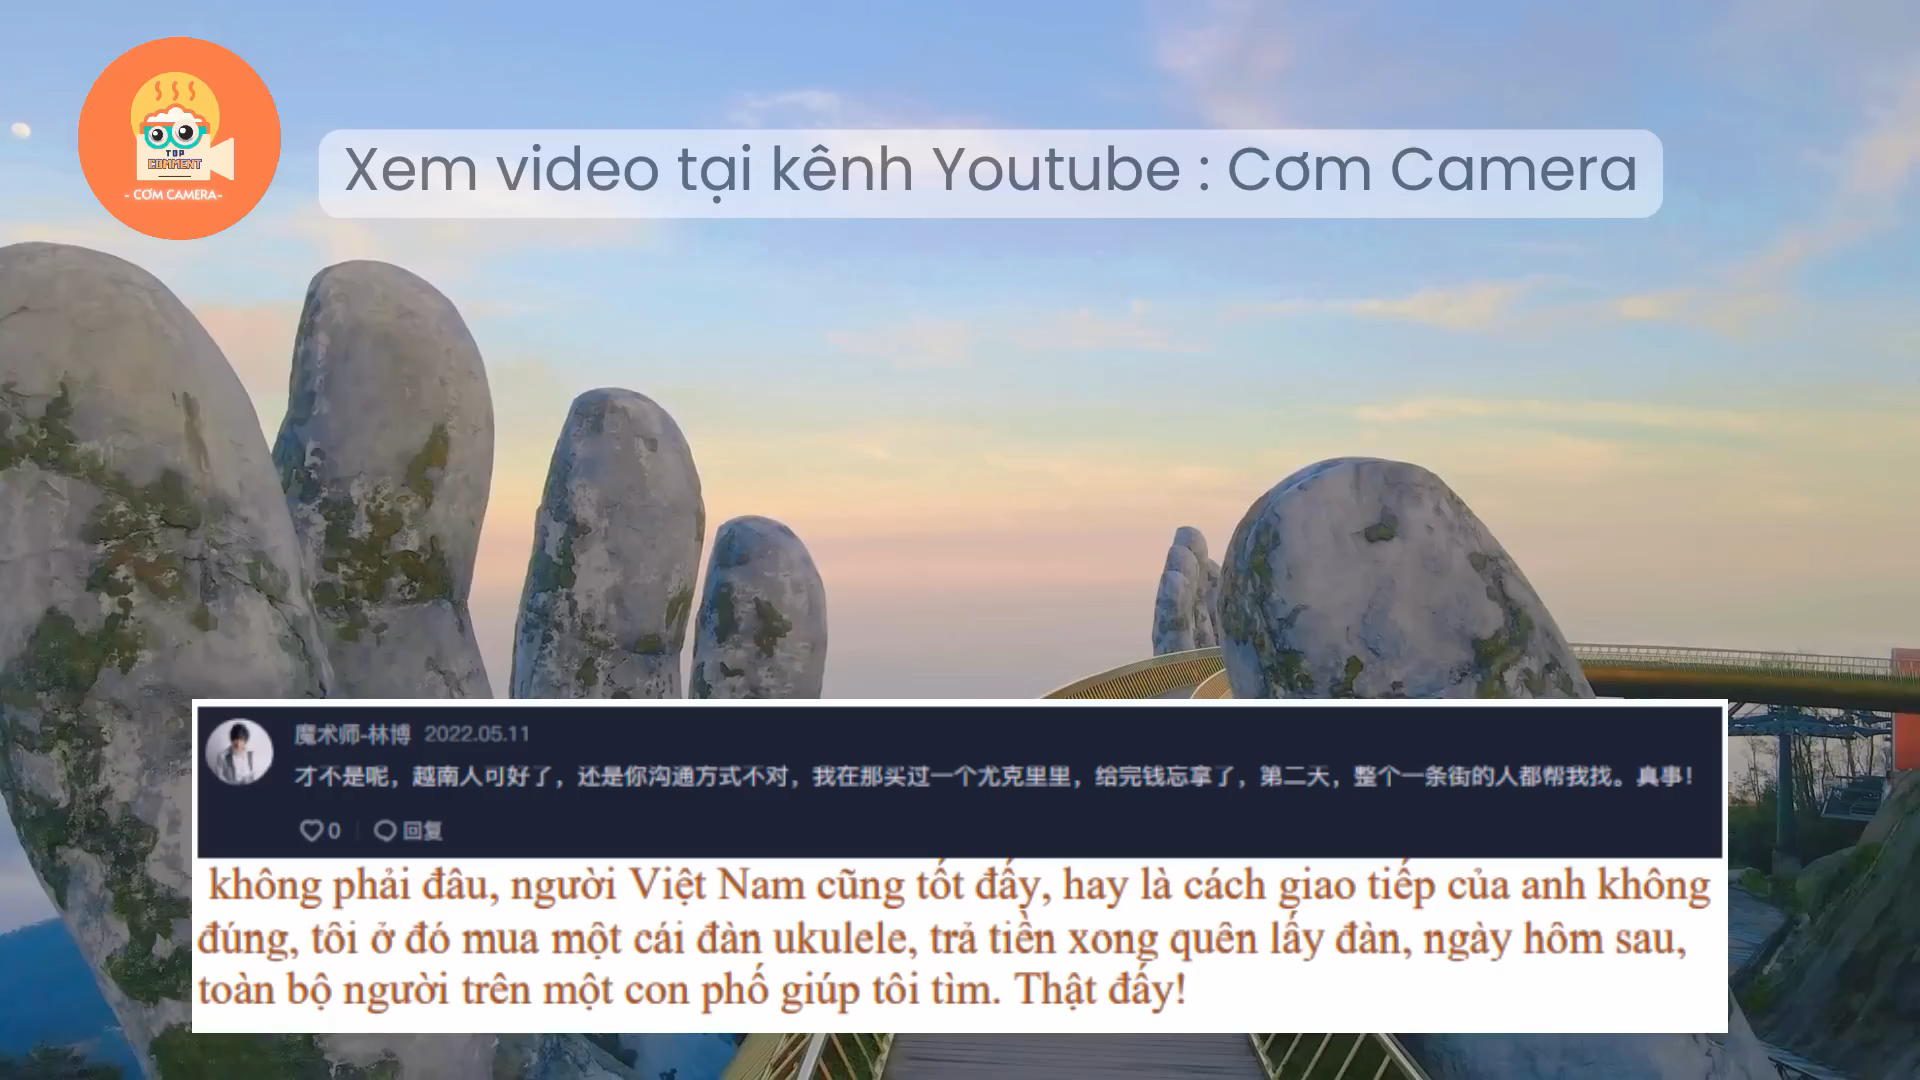 TOP
COMMENT
- CƠM CAMERA-
Xem video tại kênh Youtube : Cơm Camera
魔术师-林博 2022.05.11
才不是呢，越南人可好了，还是你沟通方式不对，我在那买过一个尤克里里，给完钱忘拿了，第二天，整个一条街的人都帮我找。真事！
0 回复
không phải đâu, người Việt Nam cũng tốt đấy, hay là cách giao tiếp của anh không
đúng, tôi ở đó mua một cái đàn ukulele, trả tiền xong quên lấy đàn, ngày hôm sau,
toàn bộ người trên một con phố giúp tôi tìm. Thật đấy!